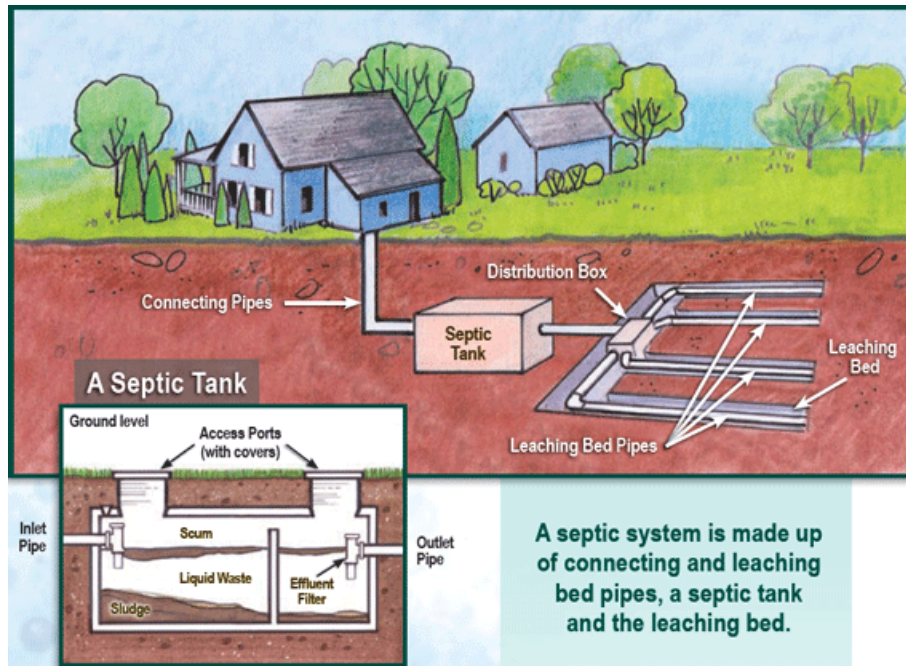 Distribution Box
Connecting Pipes
Septic
Tank
Leaching
Bed
Leaching Bed Pipes
A Septic Tank
Ground level
Access Ports
(with covers)
Inlet
Pipe
Scum
Outlet
Pipe
Liquid Waste
Effluent
Filter
Sludge
A septic system is made up
of connecting and leaching
bed pipes, a septic tank
and the leaching bed.